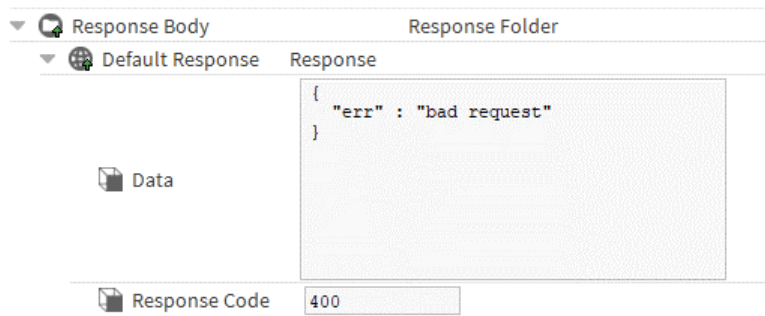 Response Body Response Folder
Default Response Response
{
"err" : "bad request"
}
Data
Response Code 400